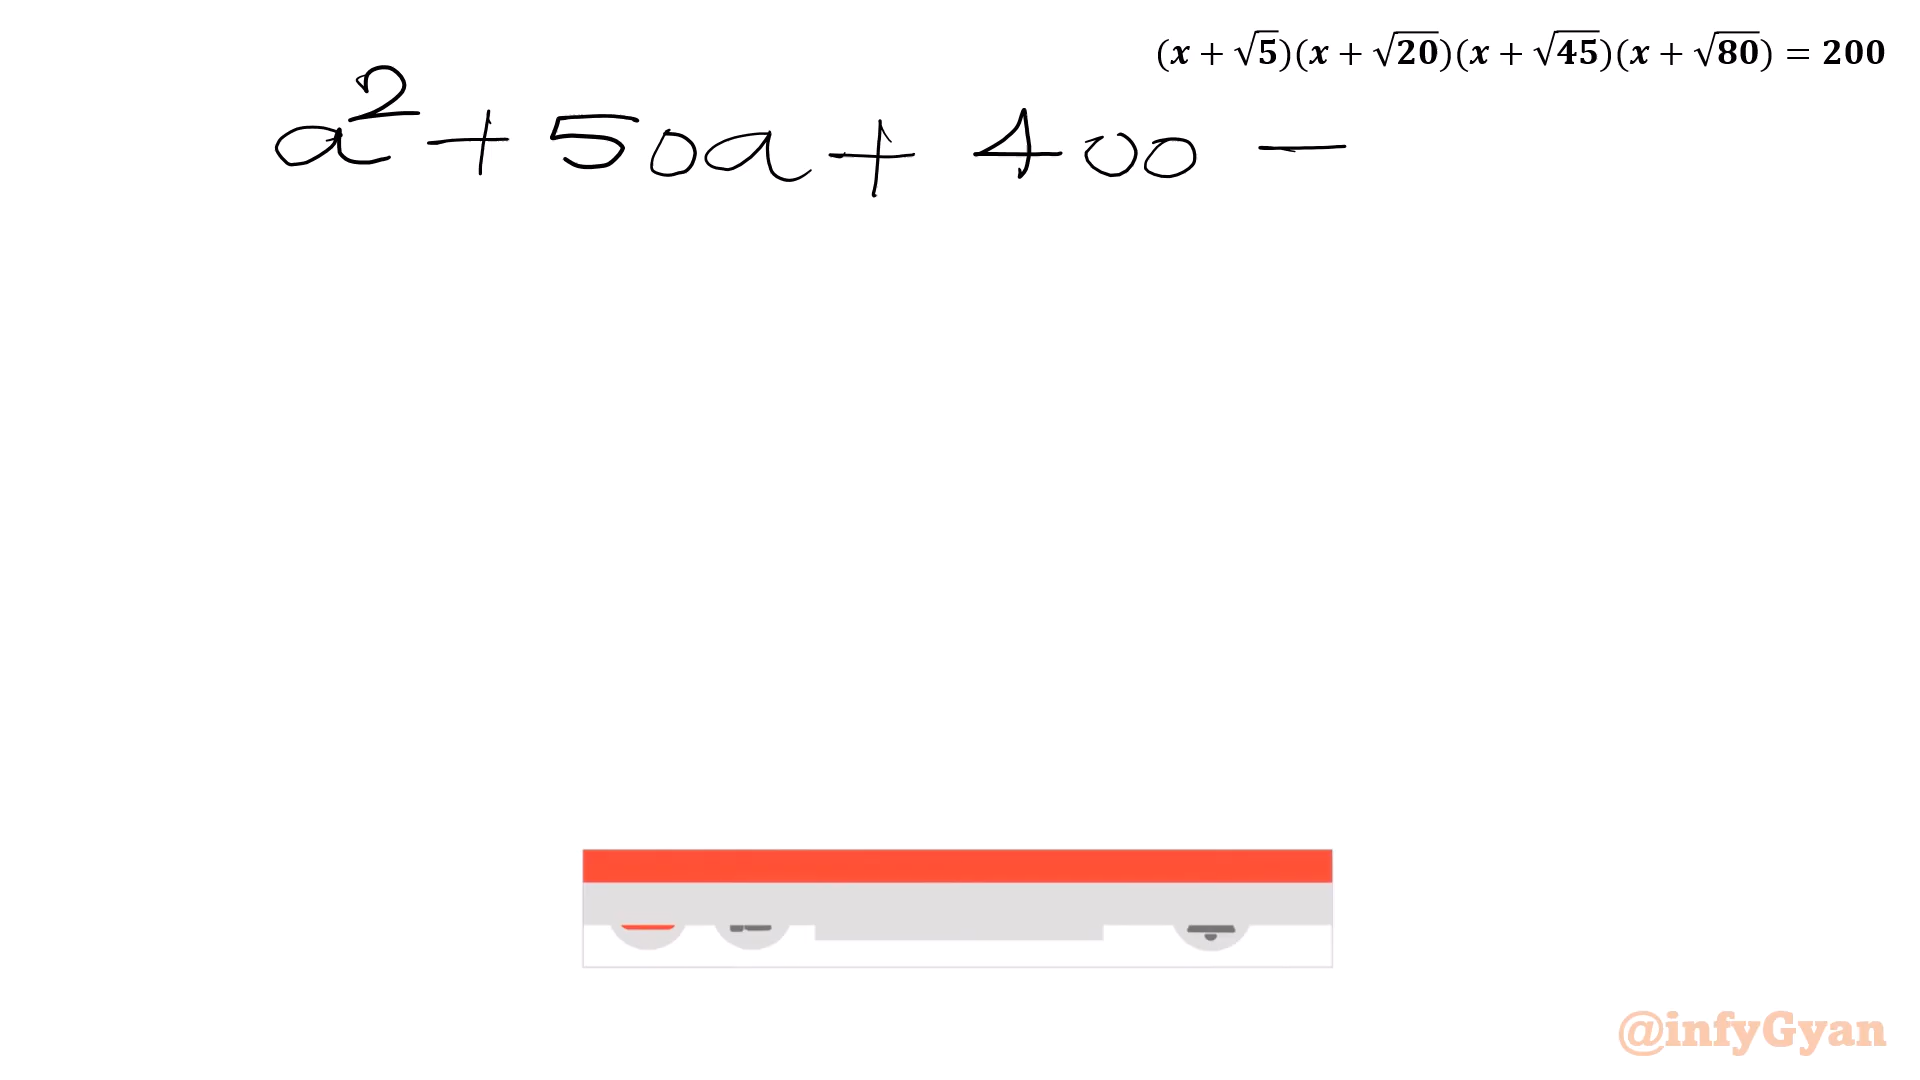 (x + √5)(x + √20)(x + √45)(x + √80) = 200
a² + 50a + 400 −
@infyGyan